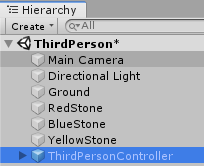 Hierarchy
Create All
ThirdPerson*
Main Camera
Directional Light
Ground
RedStone
BlueStone
YellowStone
ThirdPersonController